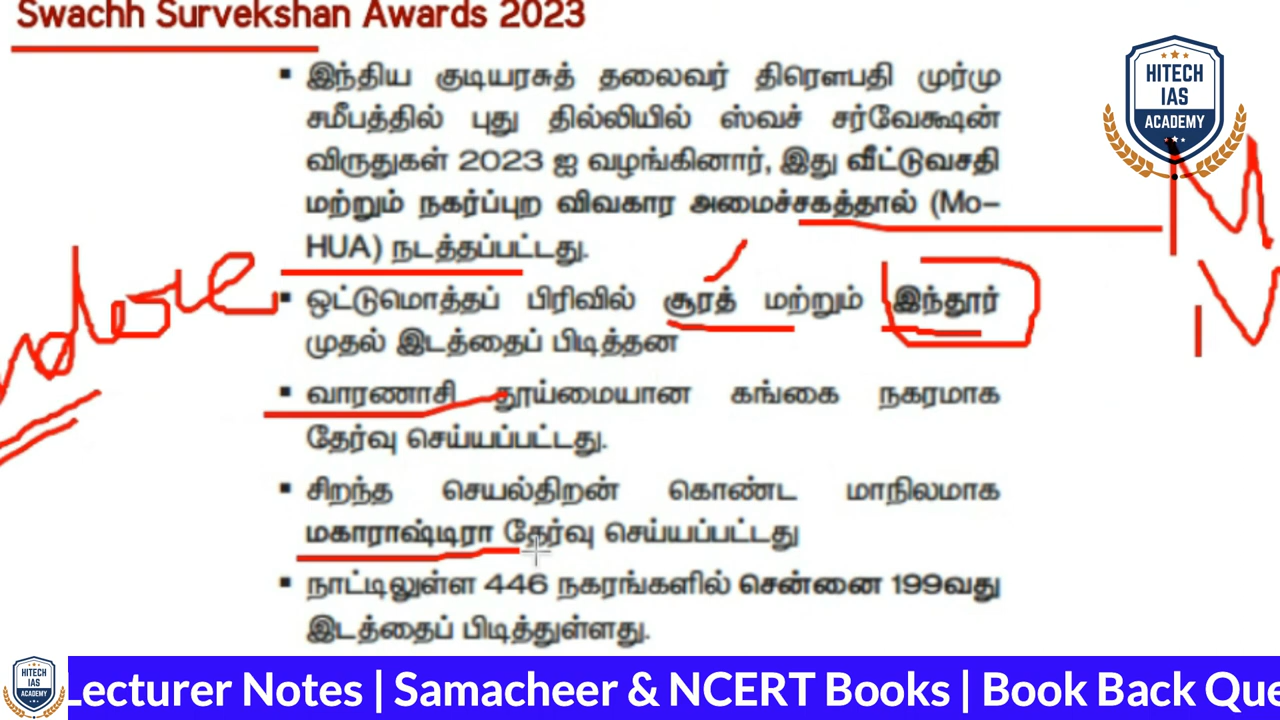 Swachh Survekshan Awards 2023
▪ இந்திய குடியரசுத் தலைவர் திரௌபதி முர்மு
சமீபத்தில் புது தில்லியில் ஸ்வச் சர்வேக்ஷன்
விருதுகள் 2023 ஐ வழங்கினார், இது வீட்டுவசதி
மற்றும் நகர்ப்புற விவகார அமைச்சகத்தால் (Mo-
HUA) நடத்தப்பட்டது.
▪ ஒட்டுமொத்தப் பிரிவில் சூரத் மற்றும் இந்தூர்
முதல் இடத்தைப் பிடித்தன
▪ வாரணாசி தூய்மையான கங்கை நகரமாக
தேர்வு செய்யப்பட்டது.
▪ சிறந்த செயல்திறன் கொண்ட மாநிலமாக
மகாராஷ்டிரா தேர்வு செய்யப்பட்டது
▪ நாட்டிலுள்ள 446 நகரங்களில் சென்னை 199வது
இடத்தைப் பிடித்துள்ளது.
HITECH
IAS
ACADEMY
HITECH
IAS
ACADEMY
Lecturer Notes | Samacheer & NCERT Books | Book Back Que